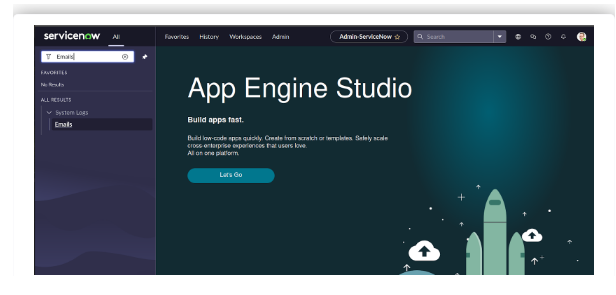 servicenow All Favorites History Workspaces Admin Admin-ServiceNow Search
Emails
FAVORITES
No Results
ALL RESULTS
System Logs
Emails
App Engine Studio
Build apps fast.
Build low-code apps quickly. Create from scratch or templates. Safely scale
cross-enterprise experiences that users love.
All on one platform.
Let's Go